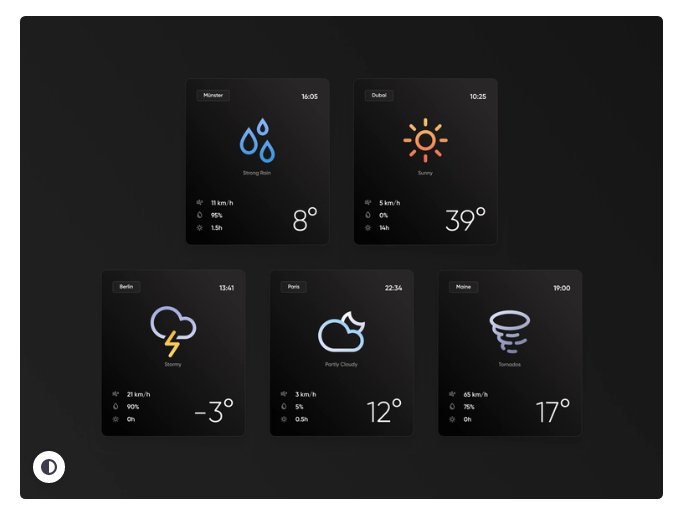 Münster
16:05
Strong Rain
11 km/h
95%
1.5h
8°
Dubai
10:25
Sunny
5 km/h
0%
14h
39°
Berlin
13:41
Stormy
21 km/h
90%
0h
-3°
Paris
22:34
Partly Cloudy
3 km/h
5%
0.5h
12°
Maine
19:00
Tornados
65 km/h
75%
0h
17°